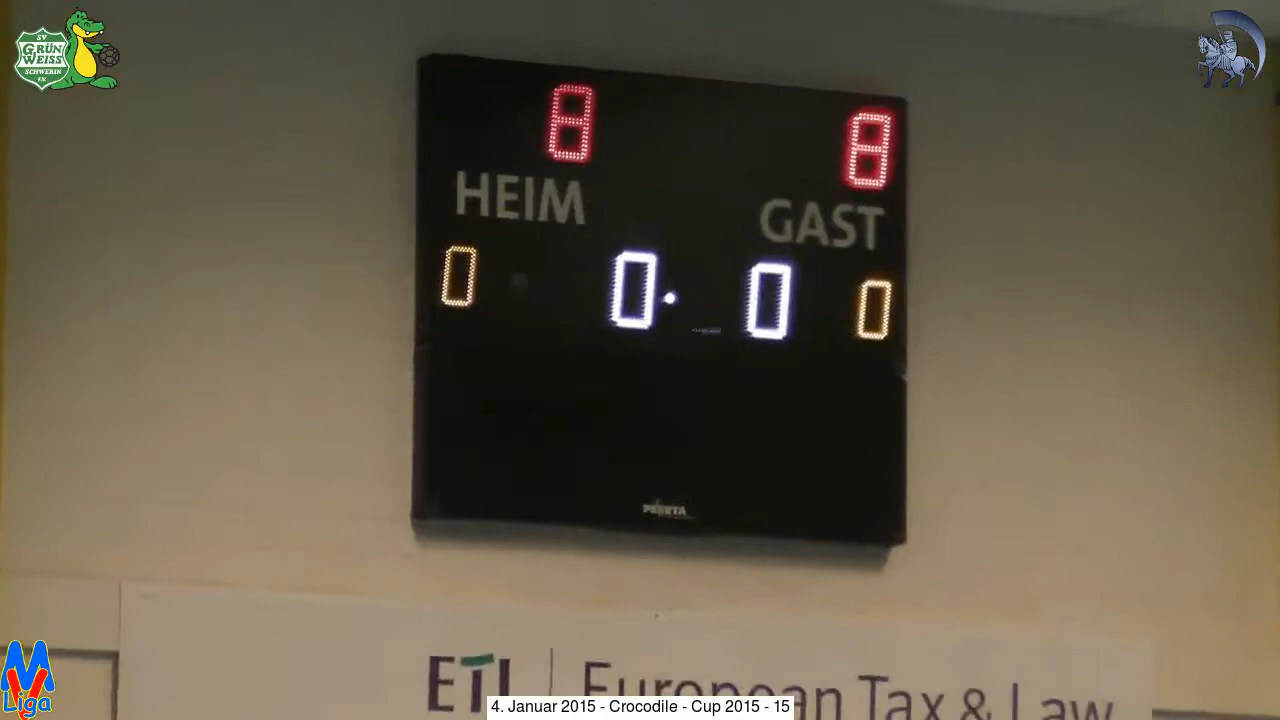 SV
GRÜN
WEISS
SCHWERIN
e.V.
8 8
HEIM GAST
0 0. 0 0
PERETA
ETL | European Tax & Law
MV
Liga
4. Januar 2015 - Crocodile - Cup 2015 - 15